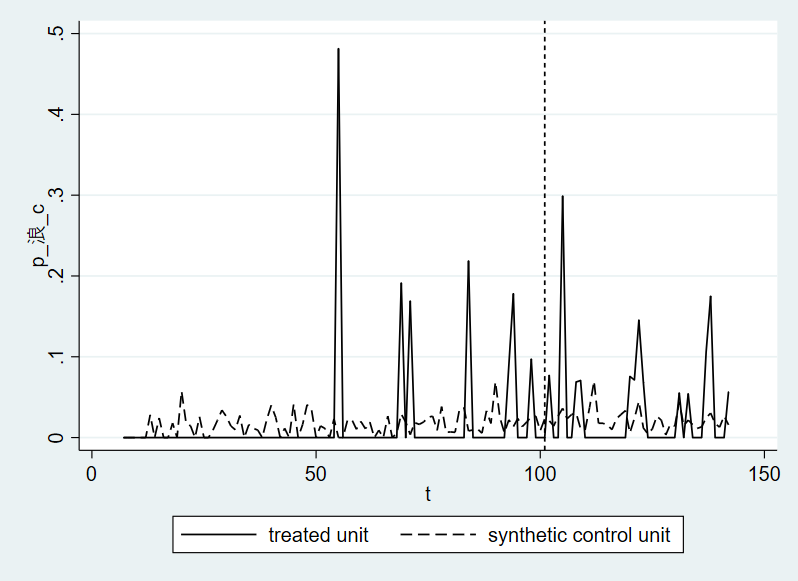 .5
.4
.3
.2
.1
0
p_浪_c
0 50 100 150
t
treated unit synthetic control unit